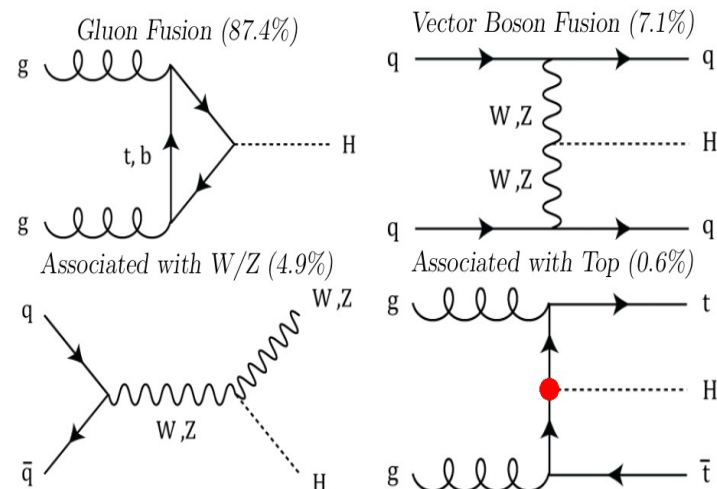 Gluon Fusion (87.4%)
g
t, b
H
g
Vector Boson Fusion (7.1%)
q
q
W ,Z
H
W ,Z
q
q
Associated with W/Z (4.9%)
q
W ,Z
W ,Z
q̄
H
Associated with Top (0.6%)
g
t
H
g
t̄